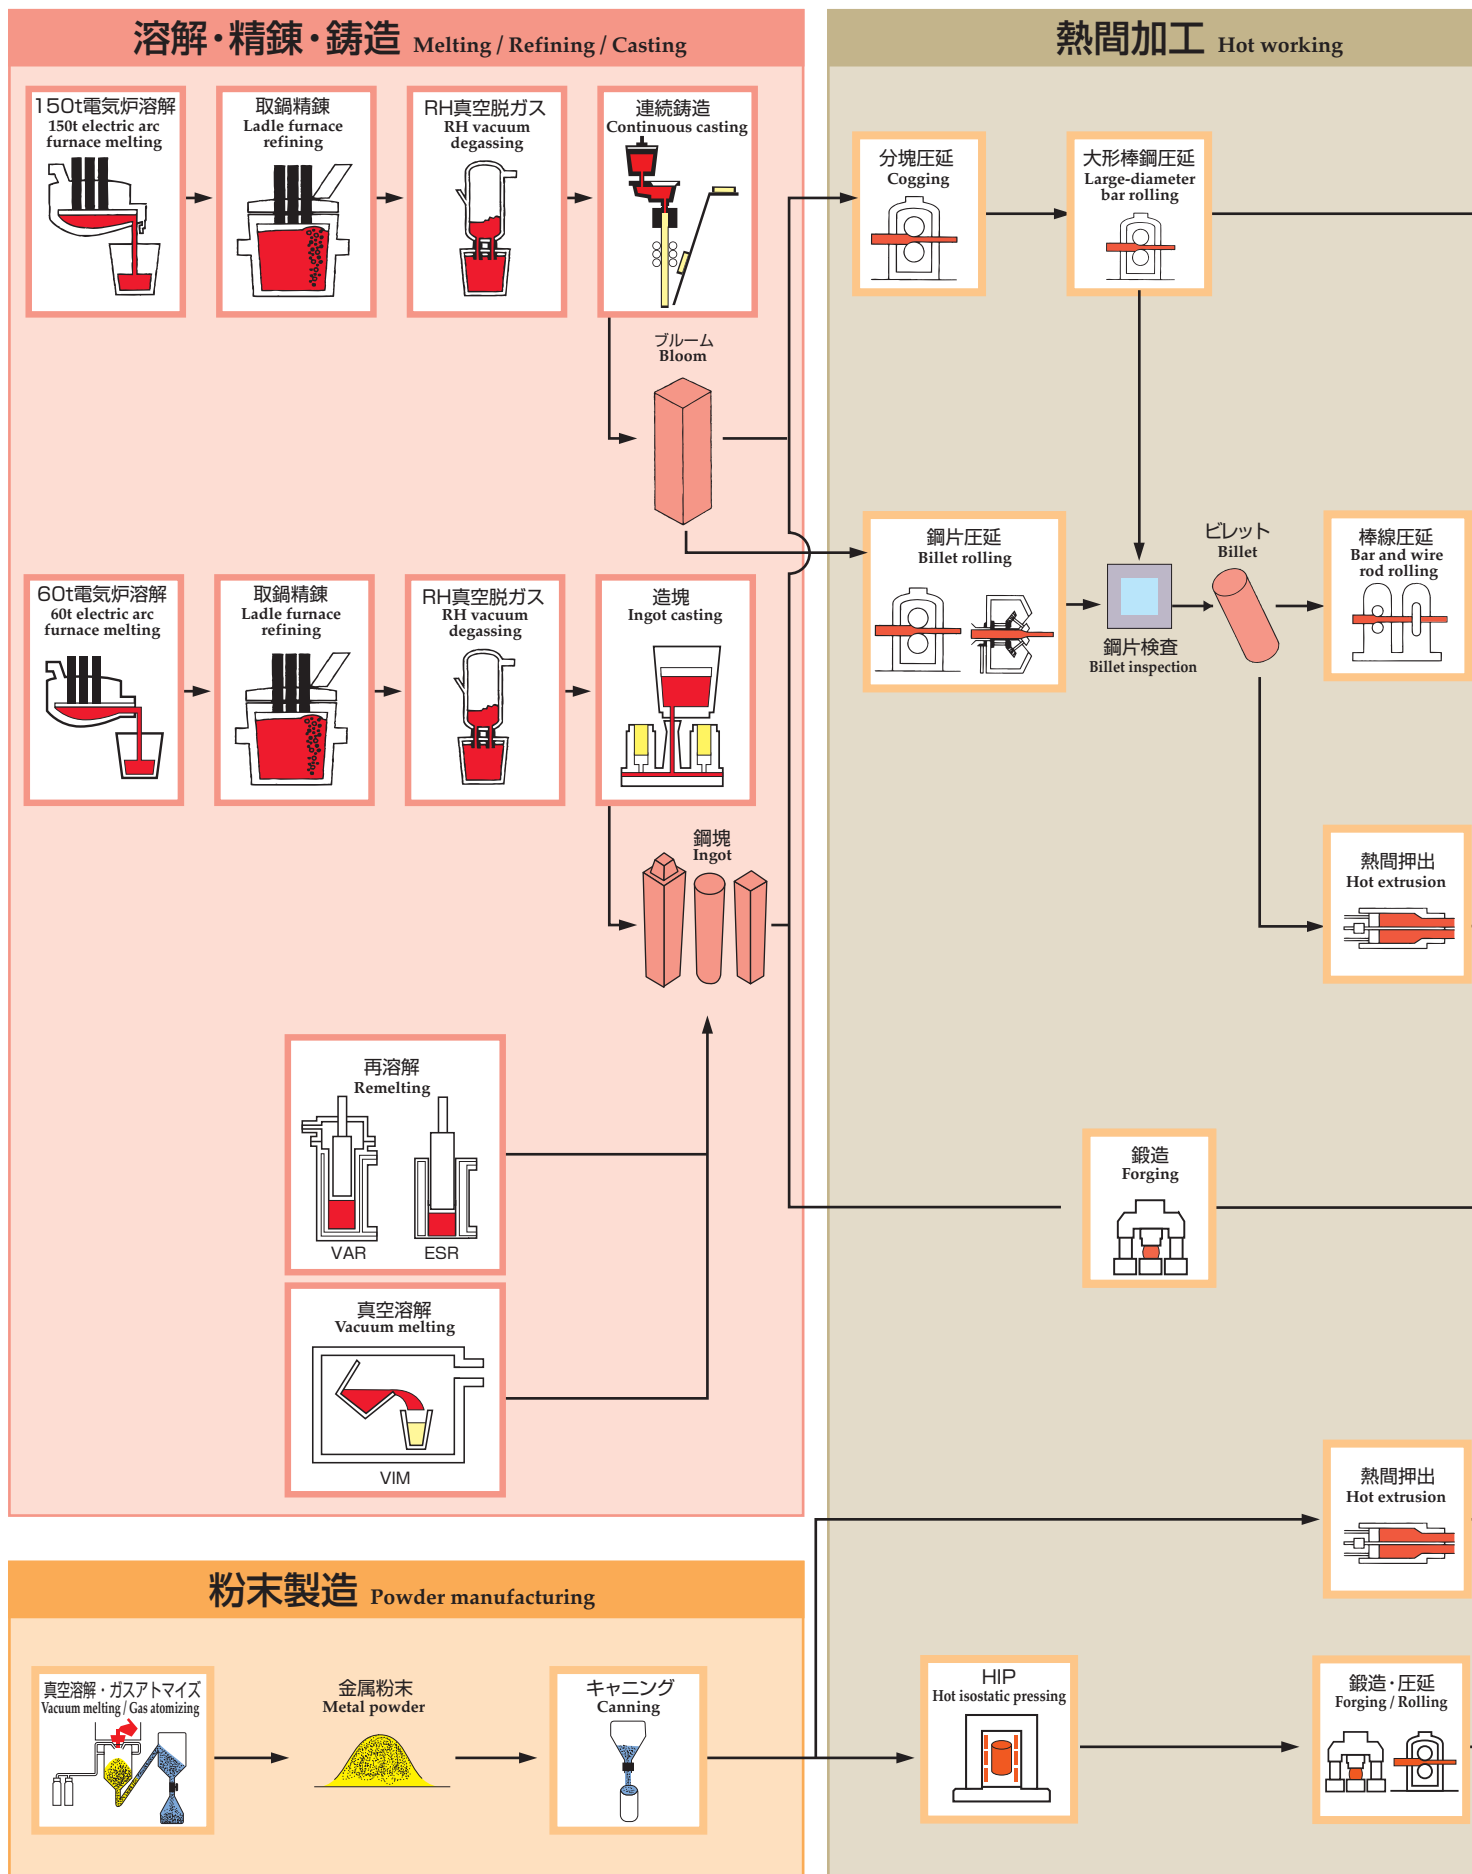 溶解・精錬・鋳造 Melting / Refining / Casting
150t電気炉溶解
150t electric arc
furnace melting
取鍋精錬
Ladle furnace
refining
RH真空脱ガス
RH vacuum
degassing
連続鋳造
Continuous casting
ブルーム
Bloom
60t電気炉溶解
60t electric arc
furnace melting
取鍋精錬
Ladle furnace
refining
RH真空脱ガス
RH vacuum
degassing
造塊
Ingot casting
鋼塊
Ingot
再溶解
Remelting
VAR
ESR
真空溶解
Vacuum melting
VIM
熱間加工 Hot working
分塊圧延
Cogging
大形棒鋼圧延
Large-diameter
bar rolling
鋼片圧延
Billet rolling
鋼片検査
Billet inspection
ビレット
Billet
棒線圧延
Bar and wire
rod rolling
熱間押出
Hot extrusion
鍛造
Forging
熱間押出
Hot extrusion
HIP
Hot isostatic pressing
鍛造・圧延
Forging / Rolling
粉末製造 Powder manufacturing
真空溶解・ガスアトマイズ
Vacuum melting / Gas atomizing
金属粉末
Metal powder
キャニング
Canning